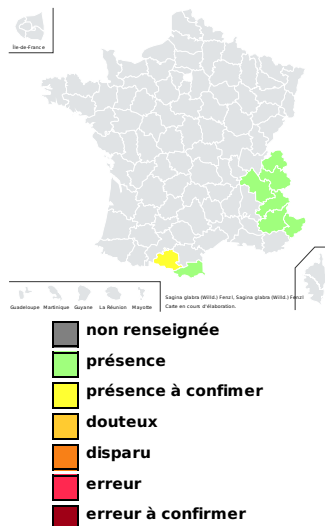 Île-de-France
Guadeloupe Martinique Guyane La Réunion Mayotte
Sagina glabra (Willd.) Fenzl, Sagina glabra (Willd.) Fenzl
Carte en cours d'élaboration.
non renseignée
présence
présence à confimer
douteux
disparu
erreur
erreur à confirmer